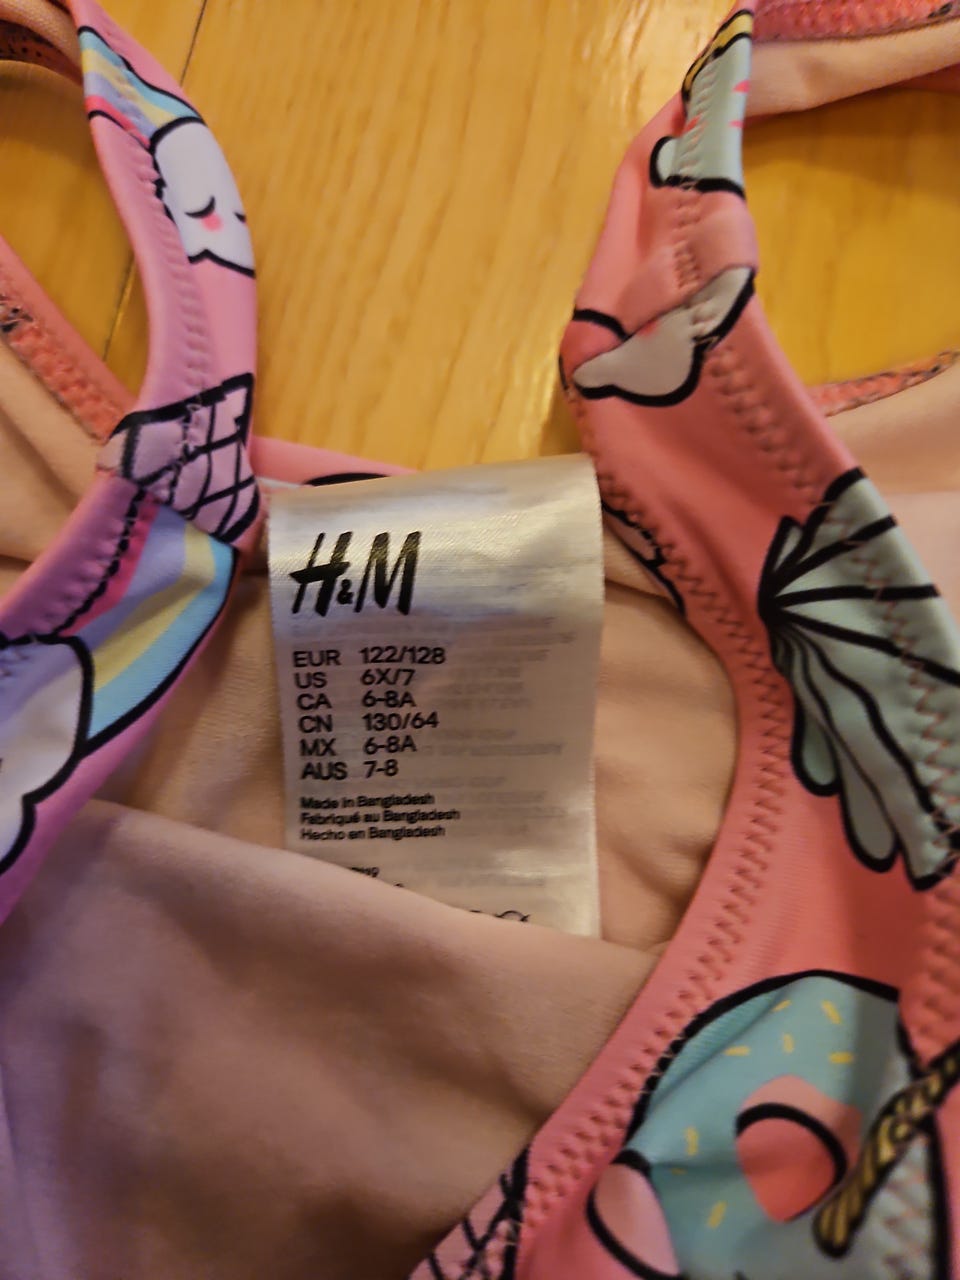 H&M
EUR 122/128
US 6X/7
CA 6-8A
CN 130/64
MX 6-8A
AUS 7-8
Made in Bangladesh
Fabriqué au Bangladesh
Hecho en Bangladesh